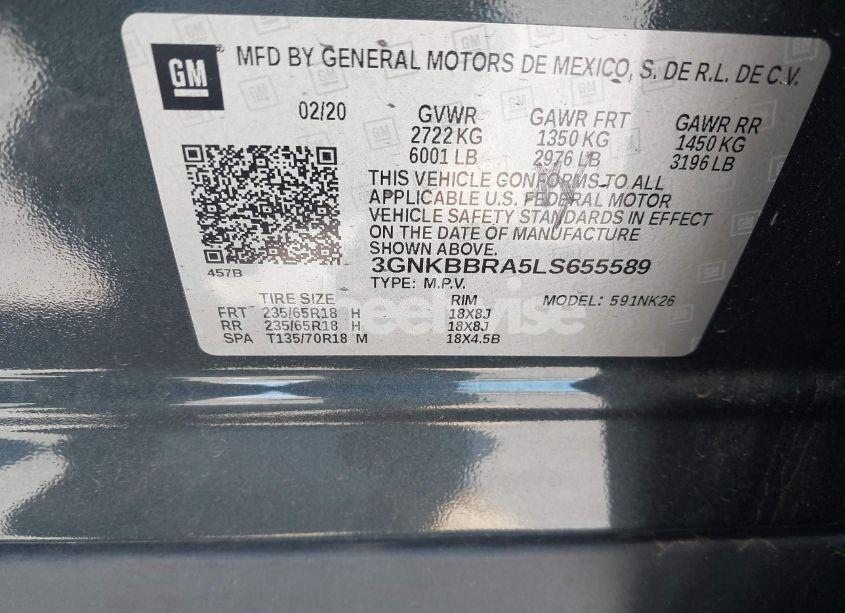 GM
MFD BY GENERAL MOTORS DE MEXICO, S. DE R.L. DE C.V.
02/20 GVWR GAWR FRT GAWR RR
2722 KG 1350 KG 1450 KG
6001 LB 2976 LB 3196 LB
THIS VEHICLE CONFORMS TO ALL
APPLICABLE U.S. FEDERAL MOTOR
VEHICLE SAFETY STANDARDS IN EFFECT
ON THE DATE OF MANUFACTURE
SHOWN ABOVE.
457B
3GNKBBRA5LS655589
TYPE: M.P.V. MODEL: 591NK26
TIRE SIZE RIM
FRT 235/65R18 H 18X8J
RR 235/65R18 H 18X8J
SPA T135/70R18 M 18X4.5B